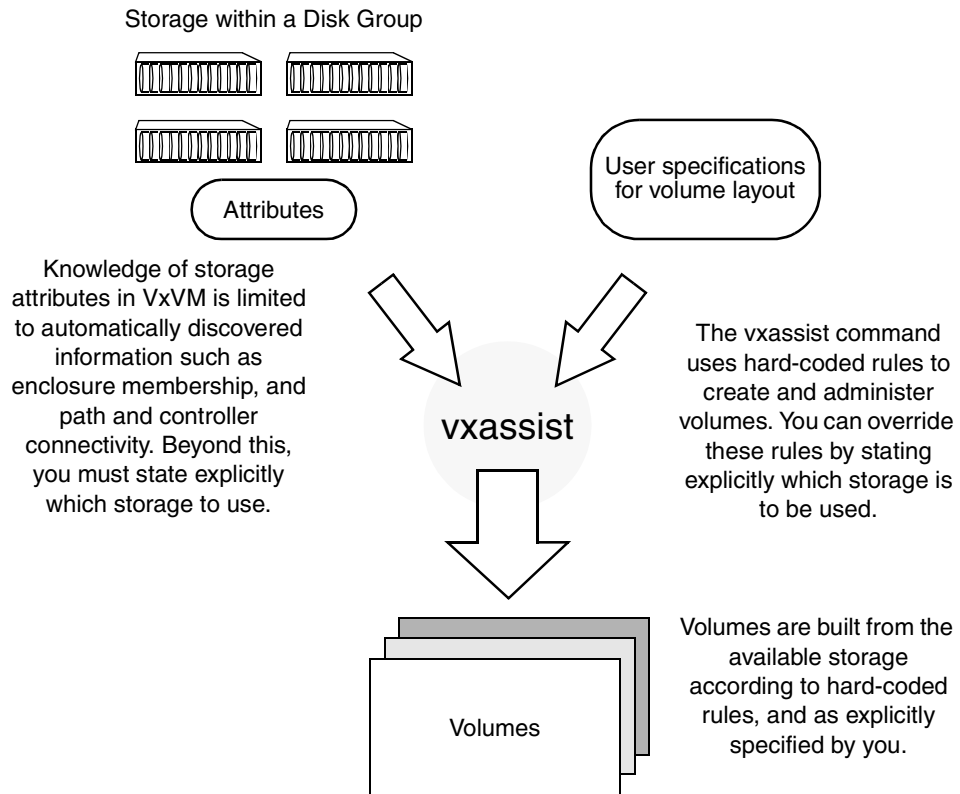 Storage within a Disk Group
User specifications
for volume layout
Attributes
Knowledge of storage
attributes in VxVM is limited
to automatically discovered
information such as
enclosure membership, and
path and controller
connectivity. Beyond this,
you must state explicitly
which storage to use.
The vxassist command
uses hard-coded rules to
create and administer
volumes. You can override
these rules by stating
explicitly which storage is
to be used.
vxassist
Volumes are built from the
available storage
according to hard-coded
rules, and as explicitly
specified by you.
Volumes